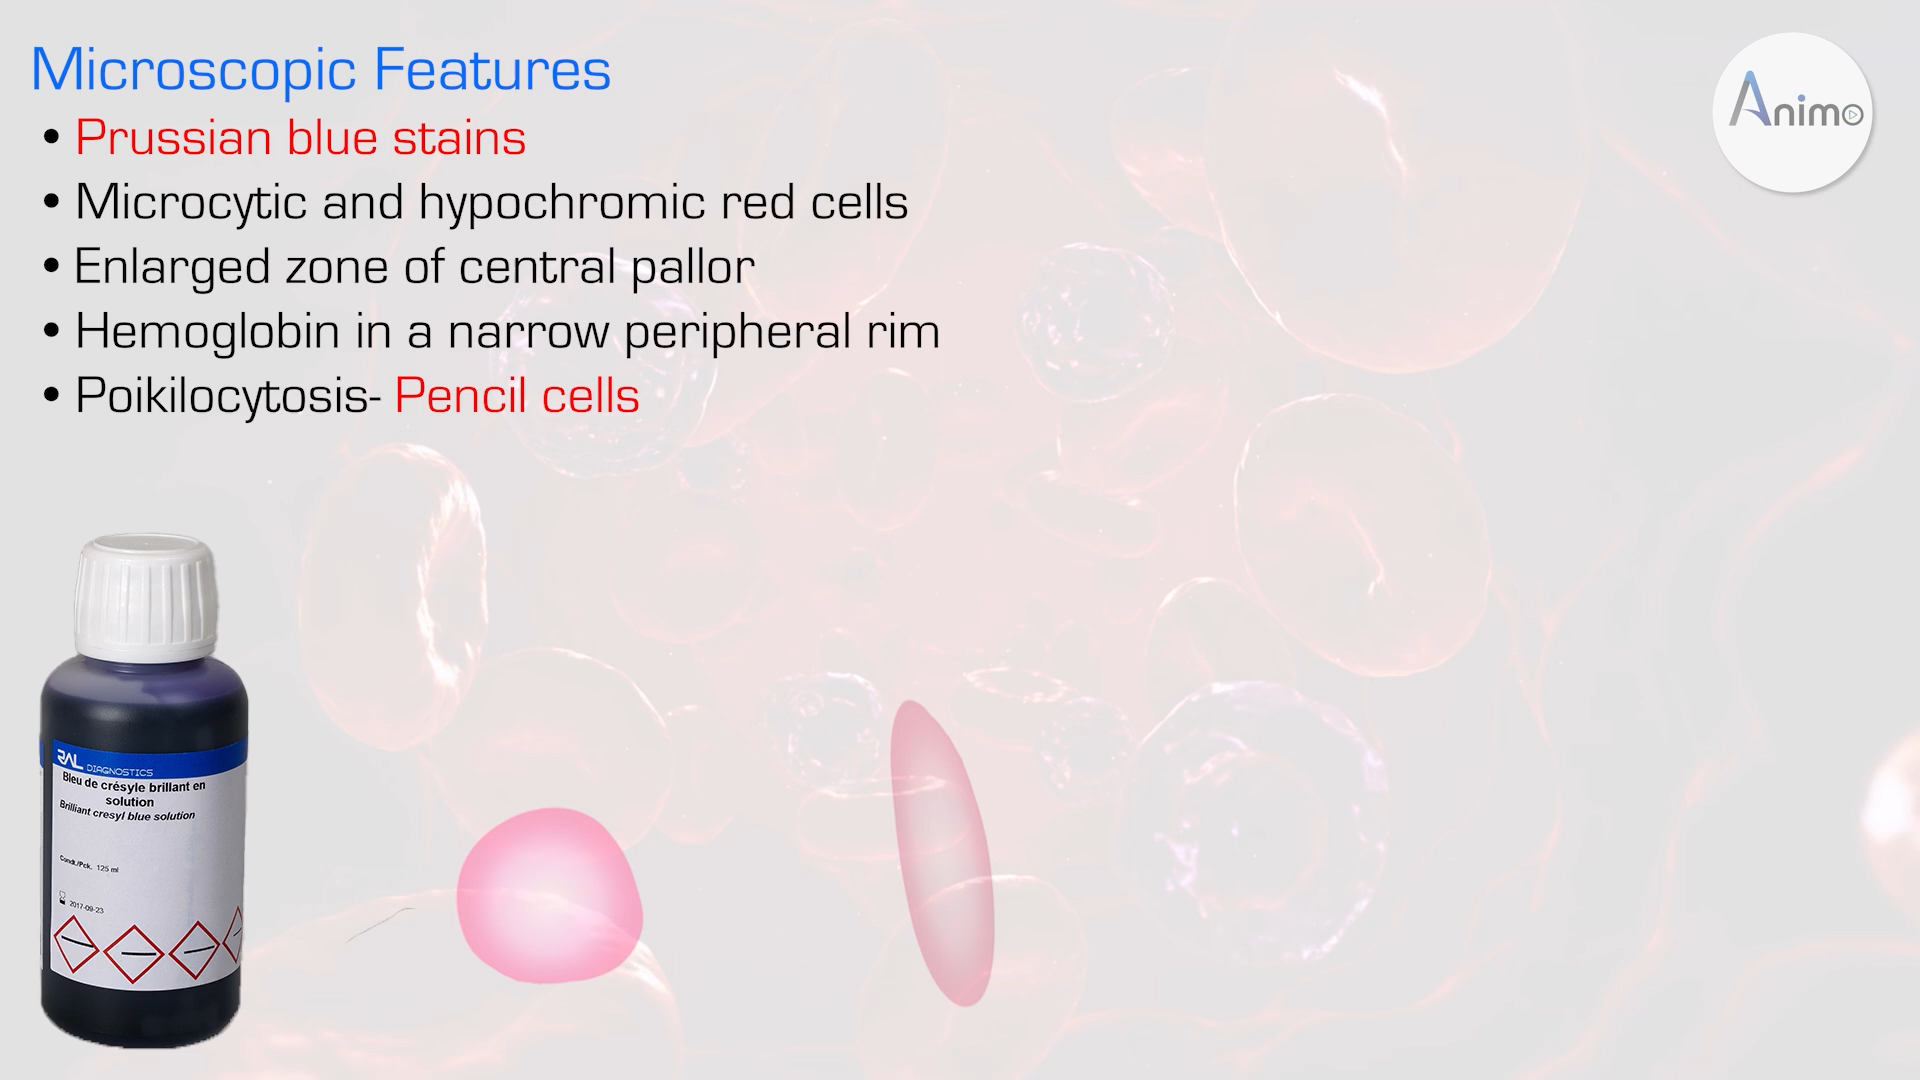 Microscopic Features
• Prussian blue stains
• Microcytic and hypochromic red cells
• Enlarged zone of central pallor
• Hemoglobin in a narrow peripheral rim
• Poikilocytosis- Pencil cells
Animo
RAL DIAGNOSTICS
Bleu de crésyle brillant en
solution
Brilliant cresyl blue solution
Condt./Pck. 125 ml
2017-09-23